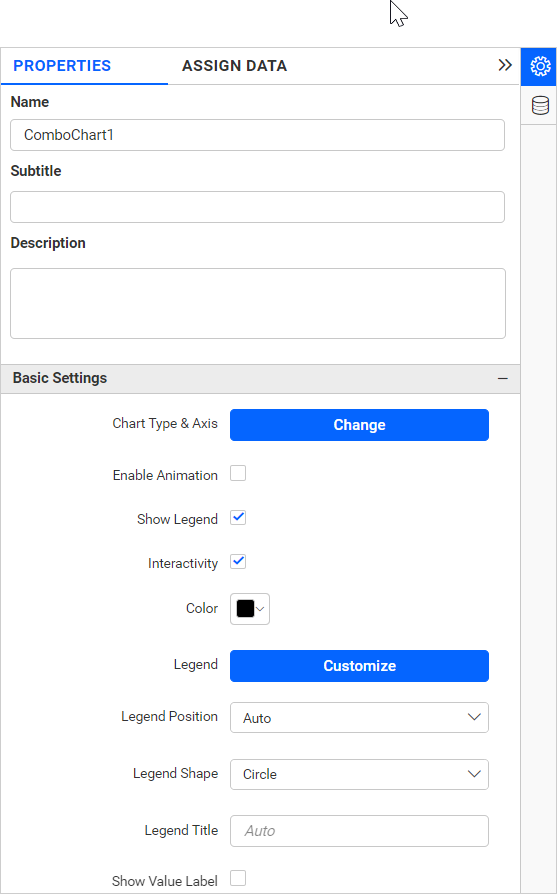 PROPERTIES ASSIGN DATA
Name
ComboChart1
Subtitle
Description
Basic Settings
Chart Type & Axis Change
Enable Animation
Show Legend
Interactivity
Color
Legend Customize
Legend Position Auto
Legend Shape Circle
Legend Title Auto
Show Value Label